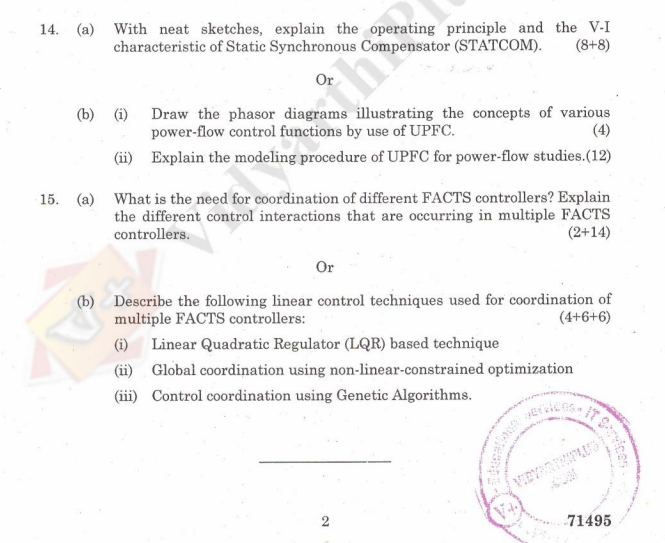 14. (a) With neat sketches, explain the operating principle and the V-I
characteristic of Static Synchronous Compensator (STATCOM). (8+8)
Or
(b) (i) Draw the phasor diagrams illustrating the concepts of various
power-flow control functions by use of UPFC. (4)
(ii) Explain the modeling procedure of UPFC for power-flow studies.(12)
15. (a) What is the need for coordination of different FACTS controllers? Explain
the different control interactions that are occurring in multiple FACTS
controllers. (2+14)
Or
(b) Describe the following linear control techniques used for coordination of
multiple FACTS controllers: (4+6+6)
(i) Linear Quadratic Regulator (LQR) based technique
(ii) Global coordination using non-linear-constrained optimization
(iii) Control coordination using Genetic Algorithms.
2 71495
VIDYARTHIPLUS
.COM